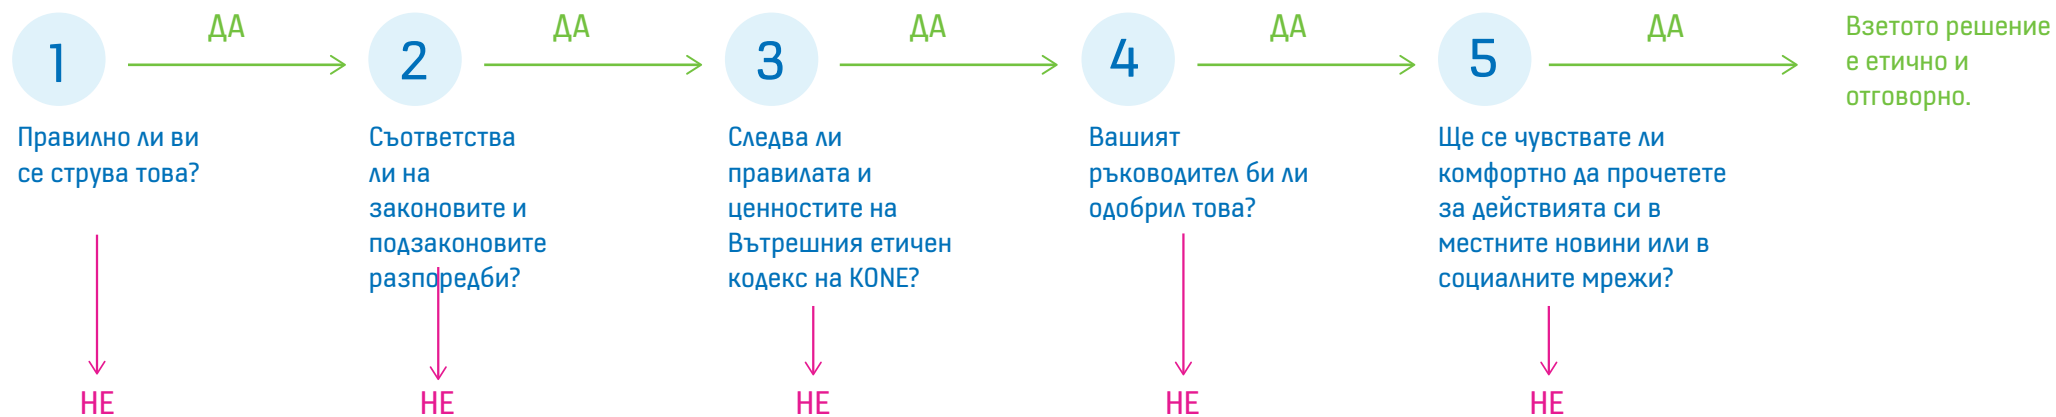 1
ДА
2
ДА
3
ДА
4
ДА
5
ДА
Взетото решение
е етично и
отговорно.
Правилно ли ви
се струва това?
Съответства
ли на
законовите и
подзаконовите
разпоредби?
Следва ли
правилата и
ценностите на
Вътрешния етичен
кодекс на KONE?
Вашият
ръководител би ли
одобрил това?
Ще се чувствате ли
комфортно да прочетете
за действията си в
местните новини или в
социалните мрежи?
НЕ
НЕ
НЕ
НЕ
НЕ